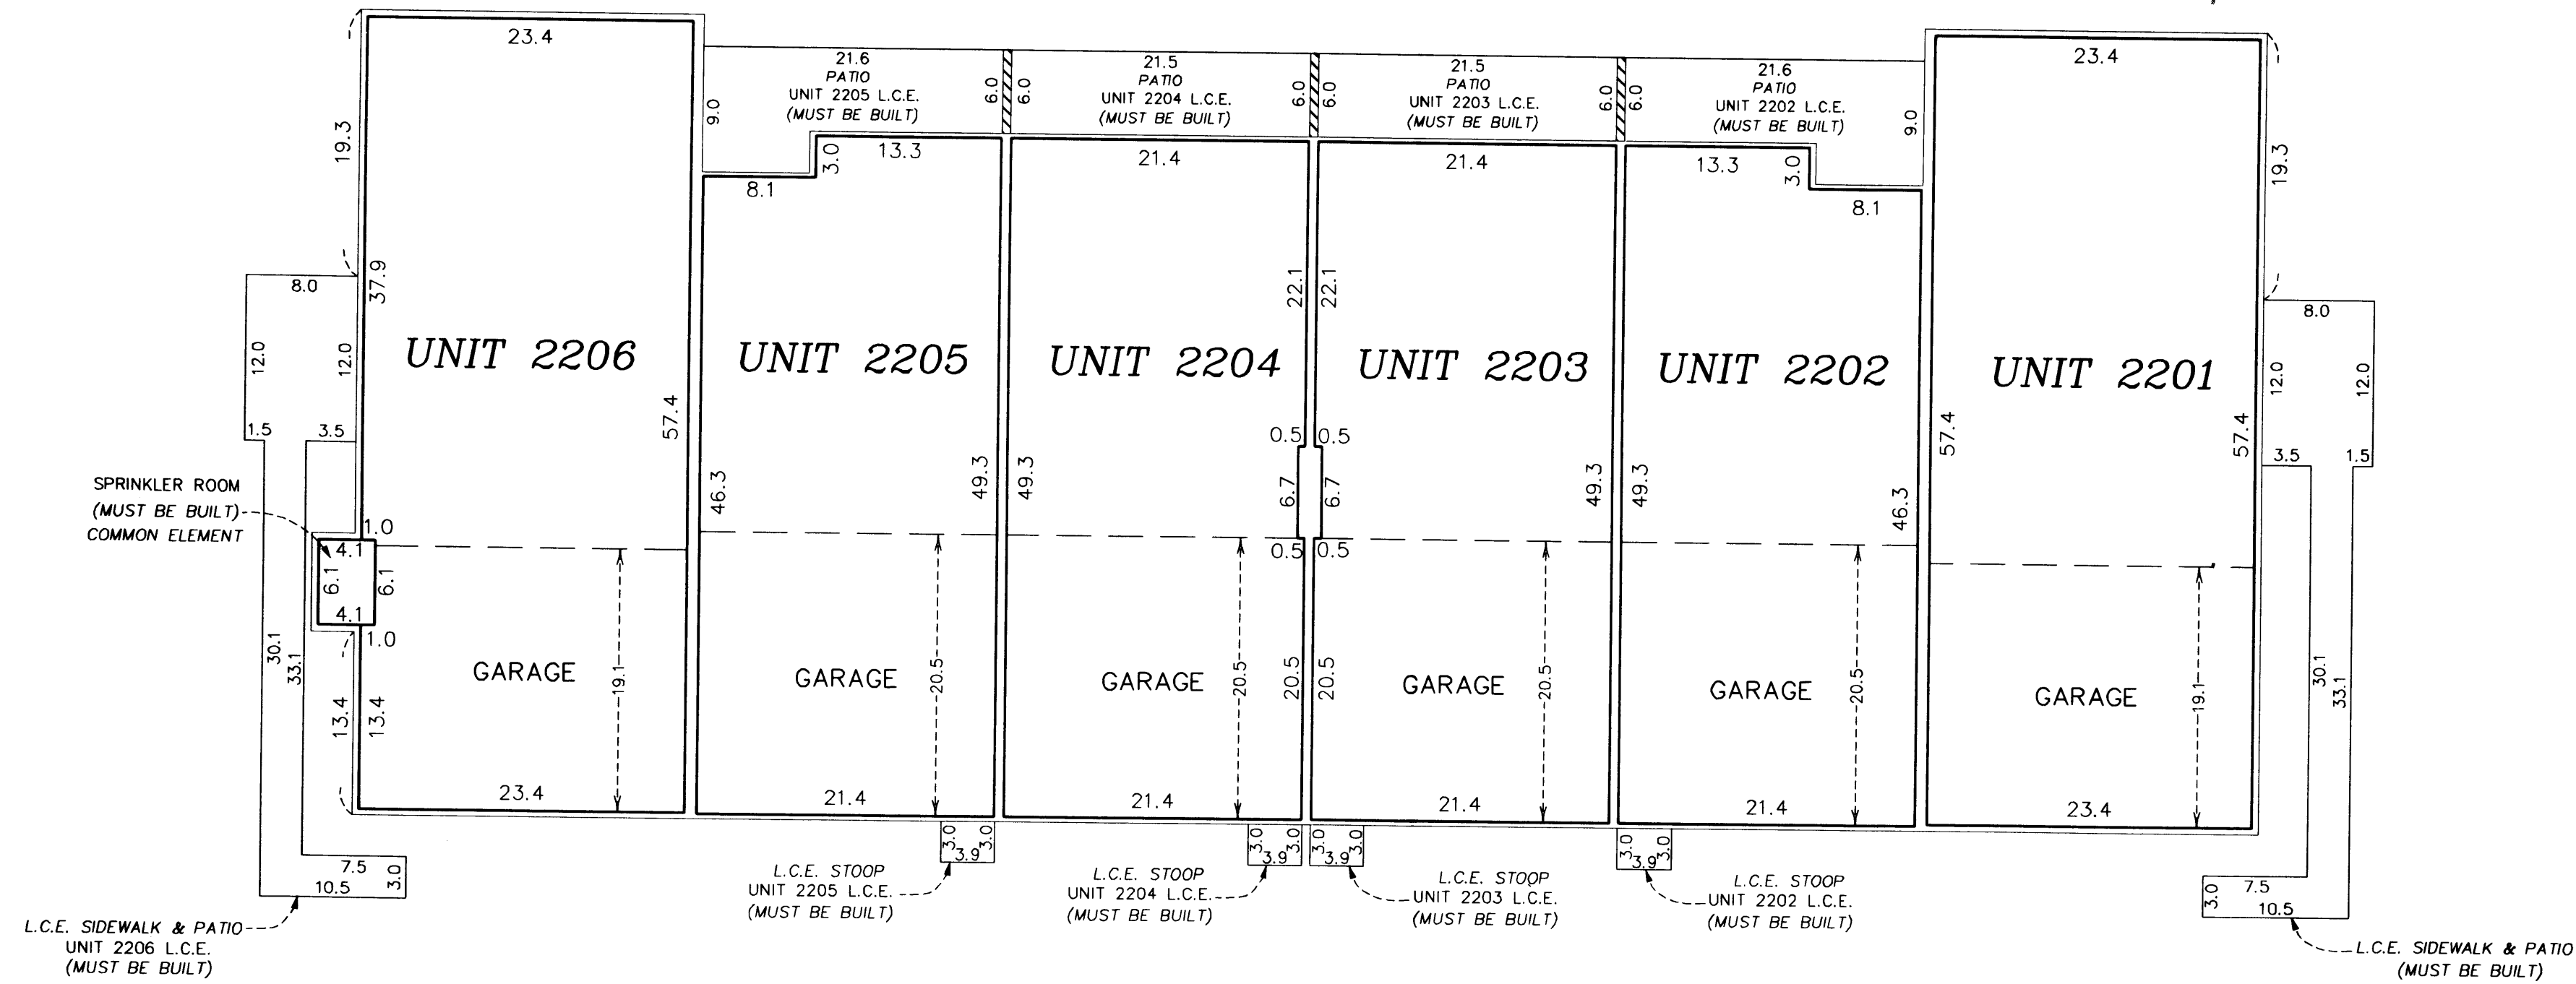 23.4
21.6
PATIO
UNIT 2205 L.C.E.
(MUST BE BUILT)
21.5
PATIO
UNIT 2204 L.C.E.
(MUST BE BUILT)
21.5
PATIO
UNIT 2203 L.C.E.
(MUST BE BUILT)
21.6
PATIO
UNIT 2202 L.C.E.
(MUST BE BUILT)
23.4
9.0
6.0
6.0
6.0
6.0
6.0
6.0
9.0
19.3
19.3
3.0
13.3
21.4
21.4
13.3
3.0
8.1
8.1
37.9
22.1
22.1
8.0
8.0
12.0
12.0
12.0
12.0
UNIT 2206
UNIT 2205
UNIT 2204
UNIT 2203
UNIT 2202
UNIT 2201
57.4
57.4
57.4
1.5
3.5
0.5
0.5
3.5
1.5
46.3
49.3
49.3
6.7
6.7
49.3
49.3
46.3
SPRINKLER ROOM
(MUST BE BUILT)
COMMON ELEMENT
1.0
4.1
6.1
6.1
4.1
1.0
0.5
0.5
30.1
33.1
13.4
13.4
GARAGE
19.1
GARAGE
20.5
GARAGE
20.5
20.5
20.5
GARAGE
20.5
GARAGE
20.5
GARAGE
19.1
30.1
33.1
23.4
21.4
21.4
21.4
21.4
23.4
3.0
3.9
3.0
3.0
3.9
3.0
3.0
3.9
3.0
3.0
3.9
3.0
7.5
10.5
3.0
3.0
7.5
10.5
L.C.E. STOOP
UNIT 2205 L.C.E.
(MUST BE BUILT)
L.C.E. STOOP
UNIT 2204 L.C.E.
(MUST BE BUILT)
L.C.E. STOOP
UNIT 2203 L.C.E.
(MUST BE BUILT)
L.C.E. STOOP
UNIT 2202 L.C.E.
(MUST BE BUILT)
L.C.E. SIDEWALK & PATIO
UNIT 2206 L.C.E.
(MUST BE BUILT)
L.C.E. SIDEWALK & PATIO
(MUST BE BUILT)